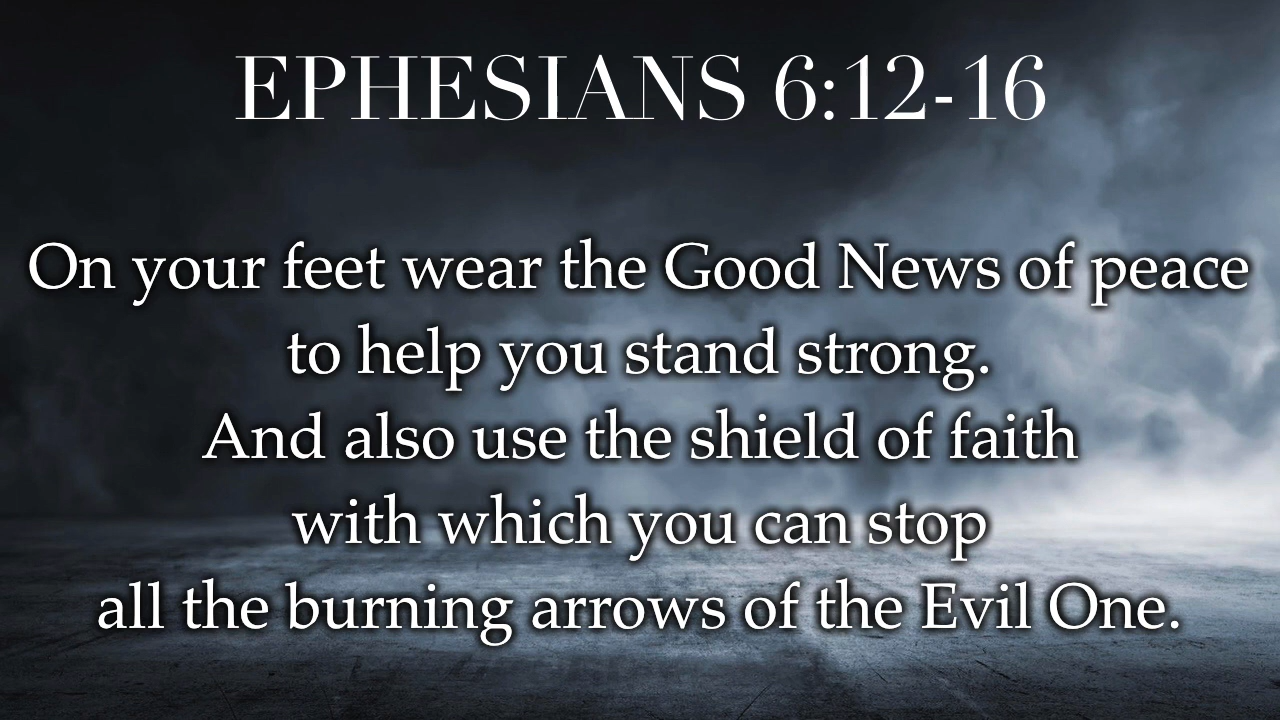 EPHESIANS 6:12-16
On your feet wear the Good News of peace
to help you stand strong.
And also use the shield of faith
with which you can stop
all the burning arrows of the Evil One.